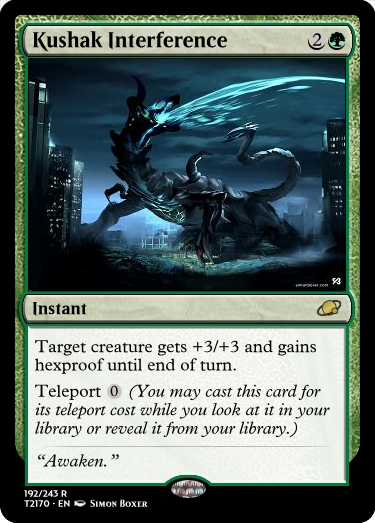 Kushak Interference 2
simonboxer.com
Instant
Target creature gets +3/+3 and gains
hexproof until end of turn.
Teleport 0 (You may cast this card for
its teleport cost while you look at it in your
library or reveal it from your library.)
“Awaken.”
192/243 R
T2170 • EN Simon Boxer